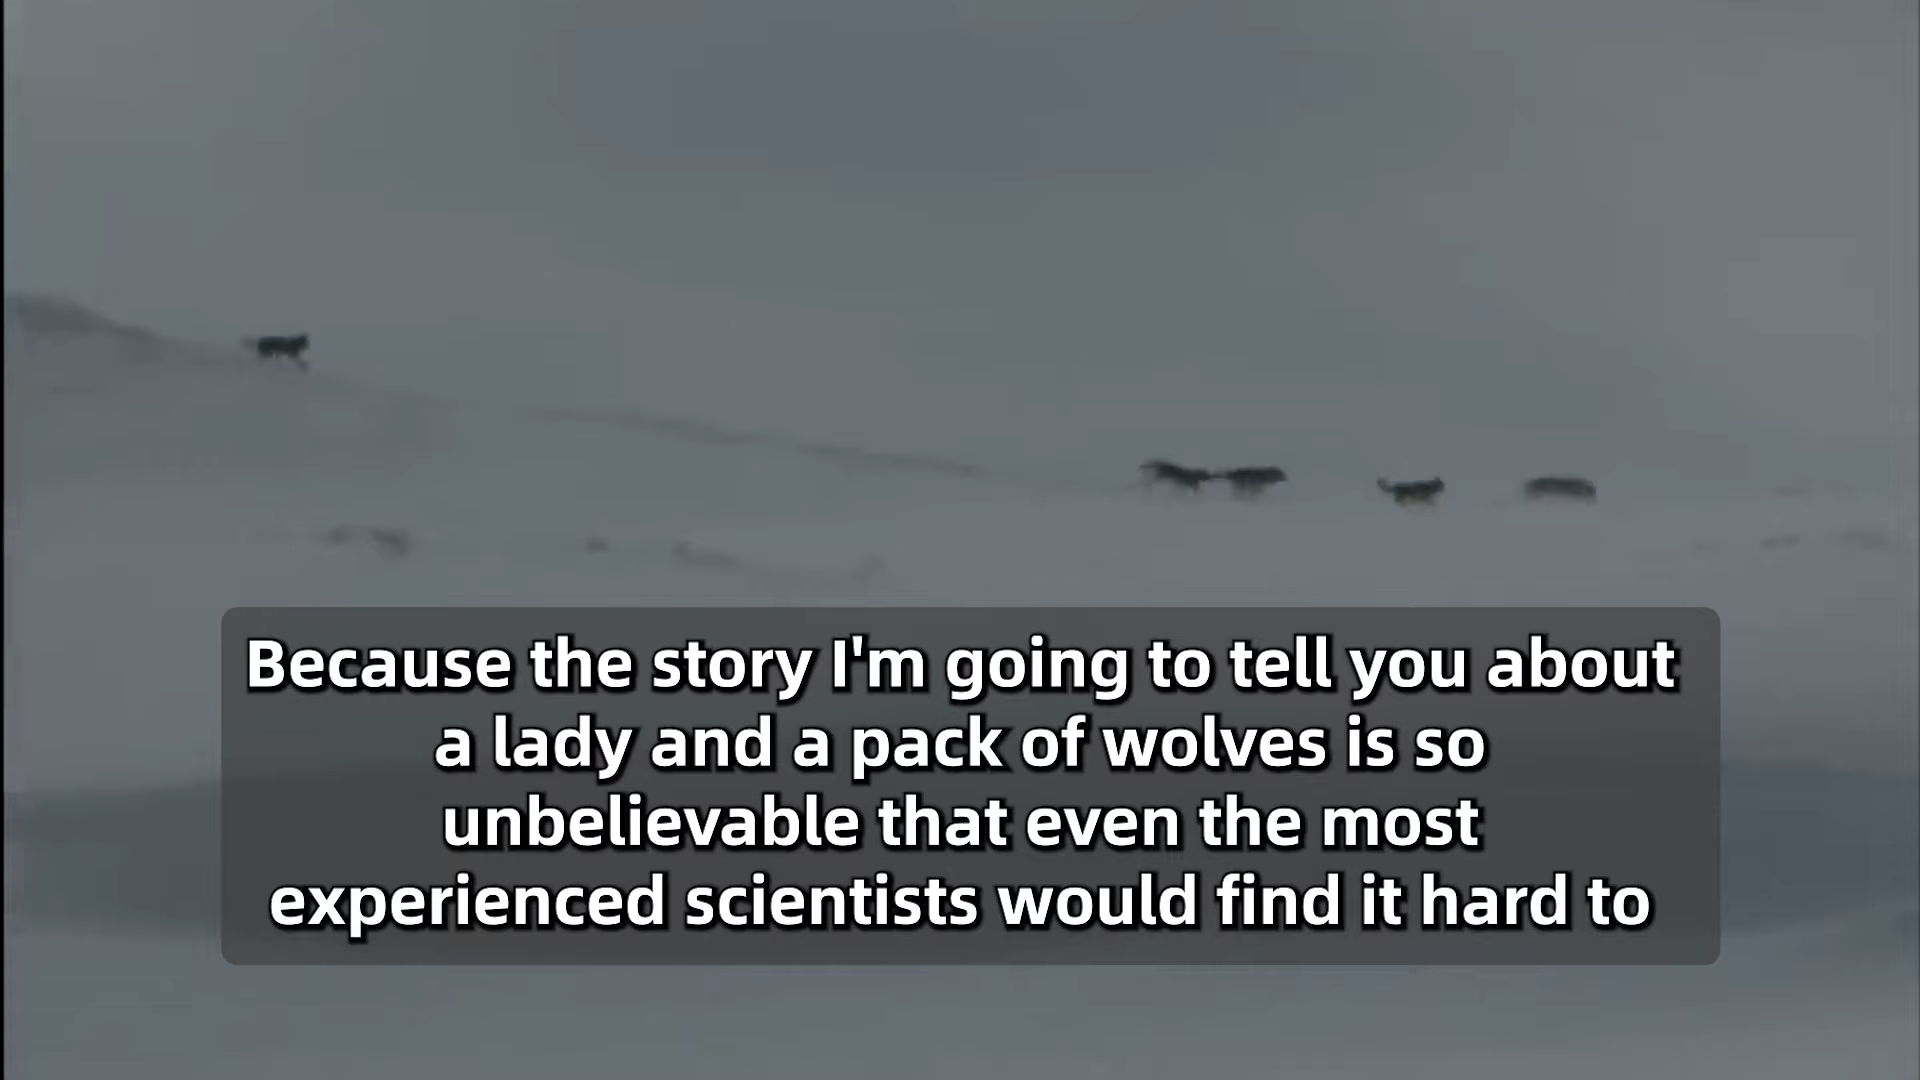 Because the story I'm going to tell you about
a lady and a pack of wolves is so
unbelievable that even the most
experienced scientists would find it hard to